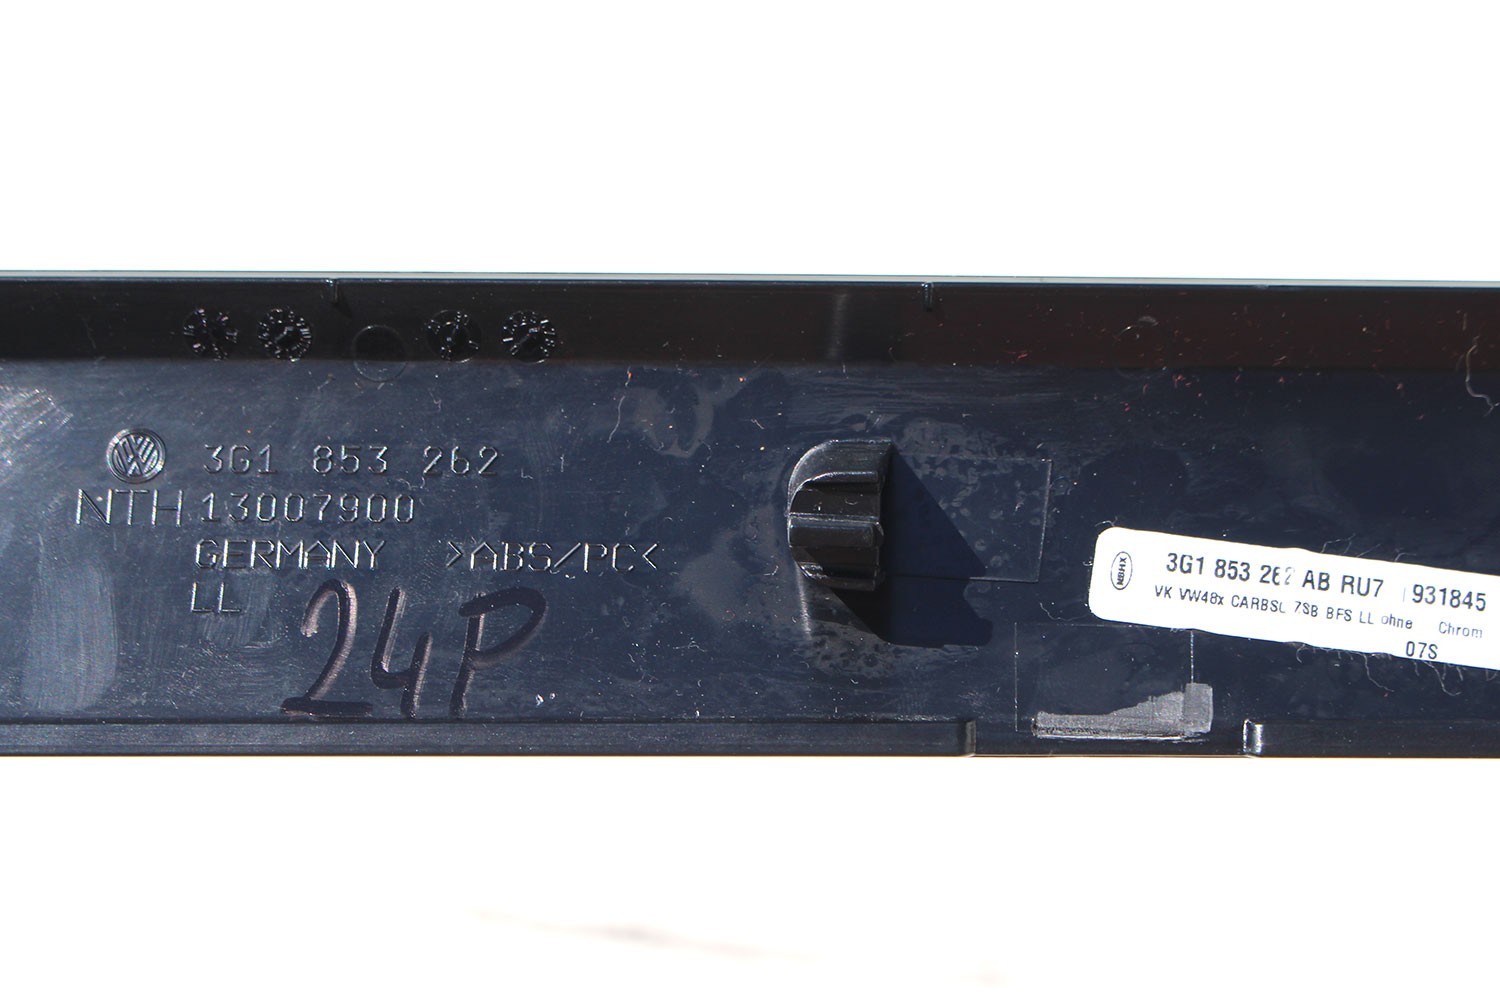 3G1 853 262
NTH 13007900
GERMANY >ABS/PC<
LL
24P
3G1 853 262 AB RU7 931845
VK VW48x CARBSL 7SB BFS LL ohne Chrom
07S